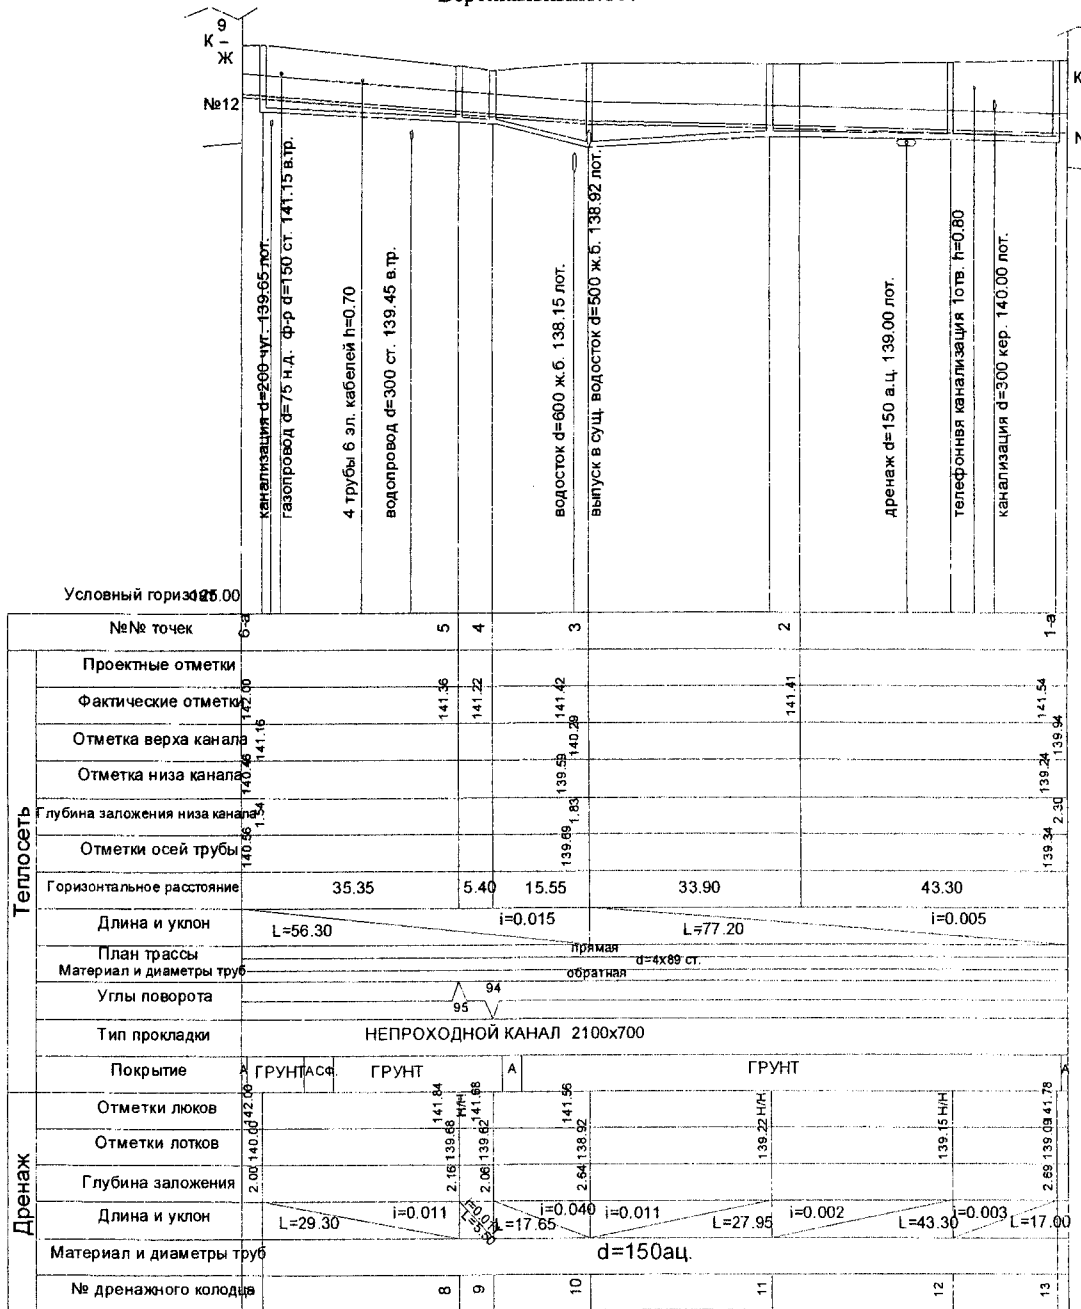 9
К –
Ж
К
№12
N
канализация d=200 чуг. 139.65 лот.
газопровод d=75 н.д. ф-р d=150 ст. 141.15 в.тр.
4 трубы 6 эл. кабелей h=0.70
водопровод d=300 ст. 139.45 в.тр.
водосток d=600 ж.б. 138.15 лот.
выпуск в сущ. водосток d=500 ж.б. 138.92 лот.
дренаж d=150 а.ц. 139.00 лот.
телефоннва канализация 1отв. h=0.80
канализация d=300 кер. 140.00 лот.
Условный горизонт 125.00
№№ точек 6-а 5 4 3 2 1-а
Теплосеть
Проектные отметки
Фактические отметки 142.00 141.36 141.22 141.42 141.41 141.54
Отметка верха канала 141.16 140.29 139.94
Отметка низа канала 140.46 139.59 139.24
Глубина заложения низа канала 1.54 1.83 2.30
Отметки осей трубы 140.56 139.69 139.34
Горизонтальное расстояние 35.35 5.40 15.55 33.90 43.30
Длина и уклон L=56.30 i=0.015 L=77.20 i=0.005
План трассы прямая
Материал и диаметры труб d=4x89 ст.
обратная
Углы поворота 95 94
Тип прокладки НЕПРОХОДНОЙ КАНАЛ 2100x700
Покрытие А ГРУНТ АСФ. ГРУНТ А ГРУНТ А
Дренаж
Отметки люков 142.00 141.84 Н/Н 141.68 141.56 141.78
Отметки лотков 140.00 139.68 139.62 138.92 139.22 Н/Н 139.15 Н/Н 139.09
Глубина заложения 2.00 2.16 2.06 2.64 2.69
Длина и уклон L=29.30 i=0.011 L=17.65 i=0.040 i=0.011 L=27.95 i=0.002 L=43.30 i=0.003 L=17.00
Материал и диаметры труб d=150ац.
№ дренажного колодца 8 9 10 11 12 13